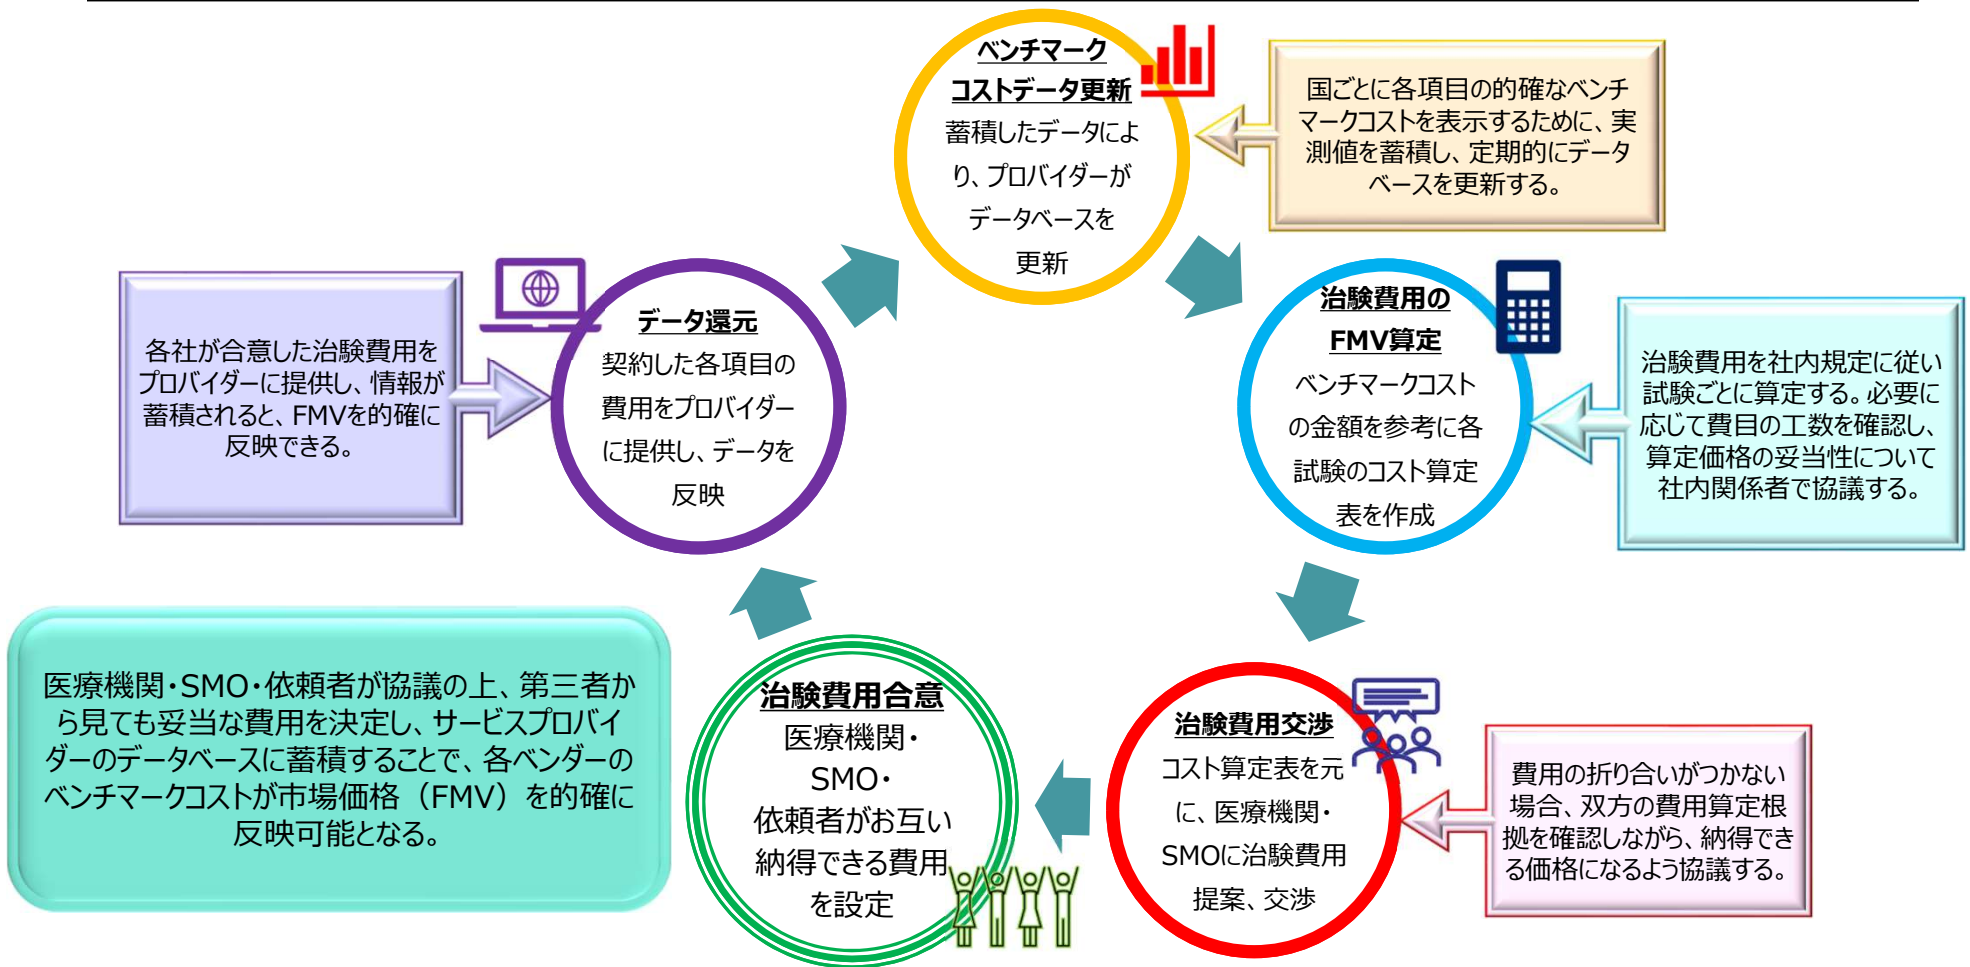 ベンチマーク
コストデータ更新
蓄積したデータによ
り、プロバイダーが
データベースを
更新
国ごとに各項目の的確なベンチ
マークコストを表示するために、実
測値を蓄積し、定期的にデータ
ベースを更新する。
治験費用の
FMV算定
ベンチマークコスト
の金額を参考に各
試験のコスト算定
表を作成
治験費用を社内規定に従い
試験ごとに算定する。必要に
応じて費目の工数を確認し、
算定価格の妥当性について
社内関係者で協議する。
治験費用交渉
コスト算定表を元
に、医療機関・
SMOに治験費用
提案、交渉
費用の折り合いがつかない
場合、双方の費用算定根
拠を確認しながら、納得でき
る価格になるよう協議する。
治験費用合意
医療機関・
SMO・
依頼者がお互い
納得できる費用
を設定
医療機関・SMO・依頼者が協議の上、第三者か
ら見ても妥当な費用を決定し、サービスプロバイ
ダーのデータベースに蓄積することで、各ベンダーの
ベンチマークコストが市場価格（FMV）を的確に
反映可能となる。
データ還元
契約した各項目の
費用をプロバイダー
に提供し、データを
反映
各社が合意した治験費用を
プロバイダーに提供し、情報が
蓄積されると、FMVを的確に
反映できる。